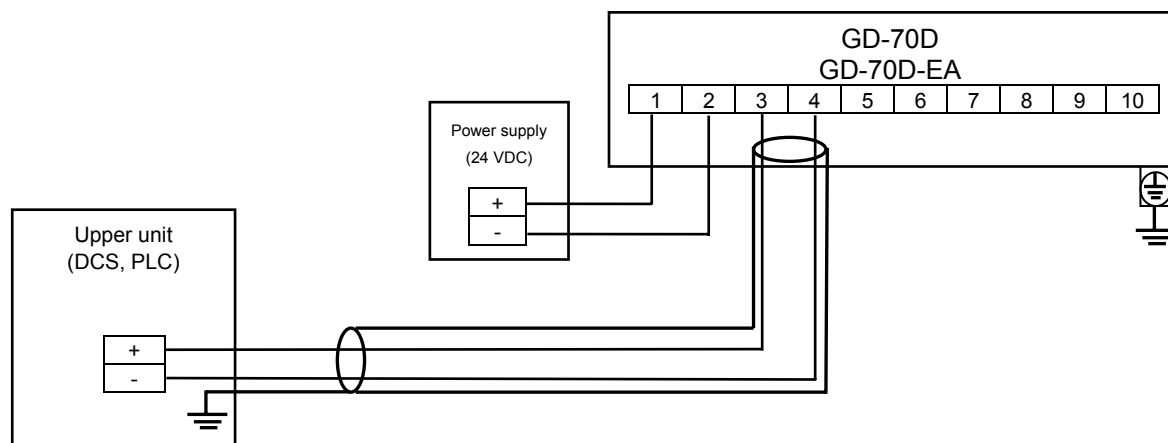 GD-70D
GD-70D-EA
1 2 3 4 5 6 7 8 9 10
Power supply
(24 VDC)
+
-
Upper unit
(DCS, PLC)
+
-